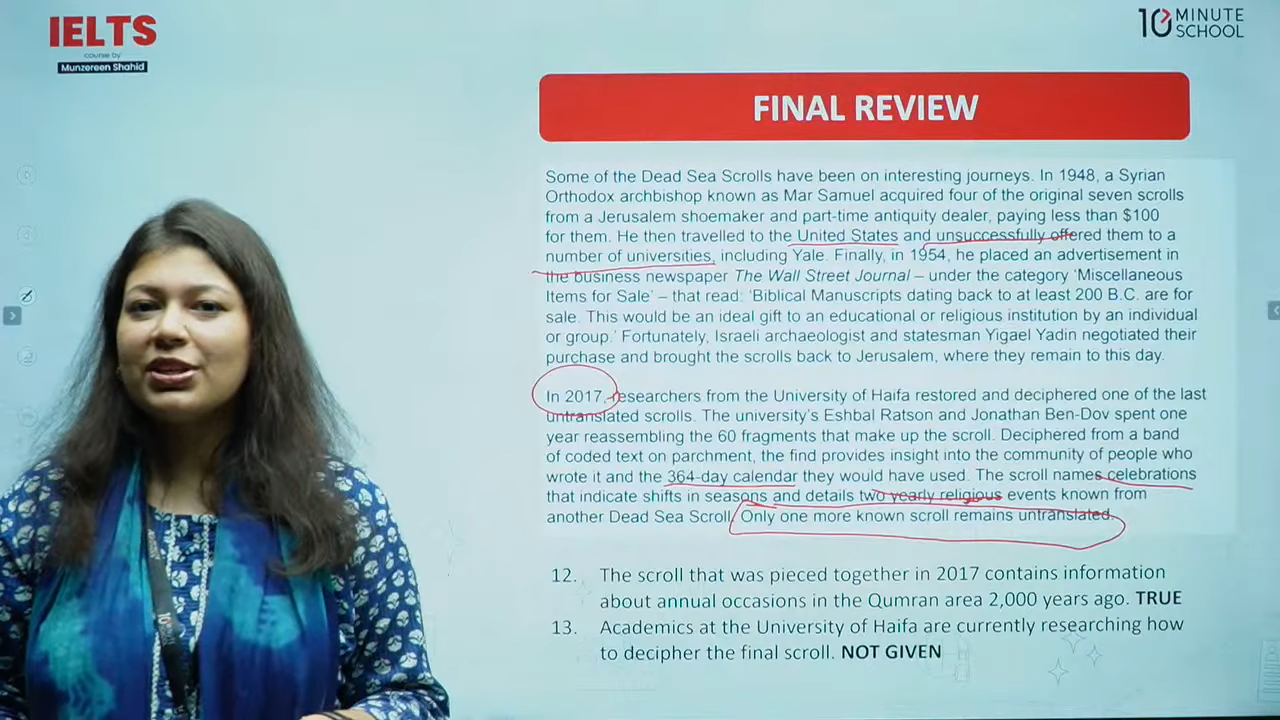 IELTS
course by
Munzereen Shahid
10 MINUTE
SCHOOL
FINAL REVIEW
Some of the Dead Sea Scrolls have been on interesting journeys. In 1948, a Syrian
Orthodox archbishop known as Mar Samuel acquired four of the original seven scrolls
from a Jerusalem shoemaker and part-time antiquity dealer, paying less than $100
for them. He then travelled to the United States and unsuccessfully offered them to a
number of universities, including Yale. Finally, in 1954, he placed an advertisement in
the business newspaper The Wall Street Journal – under the category ‘Miscellaneous
Items for Sale’ – that read: ‘Biblical Manuscripts dating back to at least 200 B.C. are for
sale. This would be an ideal gift to an educational or religious institution by an individual
or group.’ Fortunately, Israeli archaeologist and statesman Yigael Yadin negotiated their
purchase and brought the scrolls back to Jerusalem, where they remain to this day.
In 2017, researchers from the University of Haifa restored and deciphered one of the last
untranslated scrolls. The university's Eshbal Ratson and Jonathan Ben-Dov spent one
year reassembling the 60 fragments that make up the scroll. Deciphered from a band
of coded text on parchment, the find provides insight into the community of people who
wrote it and the 364-day calendar they would have used. The scroll names celebrations
that indicate shifts in seasons and details two yearly religious events known from
another Dead Sea Scroll. Only one more known scroll remains untranslated.
12. The scroll that was pieced together in 2017 contains information
about annual occasions in the Qumran area 2,000 years ago. TRUE
13. Academics at the University of Haifa are currently researching how
to decipher the final scroll. NOT GIVEN